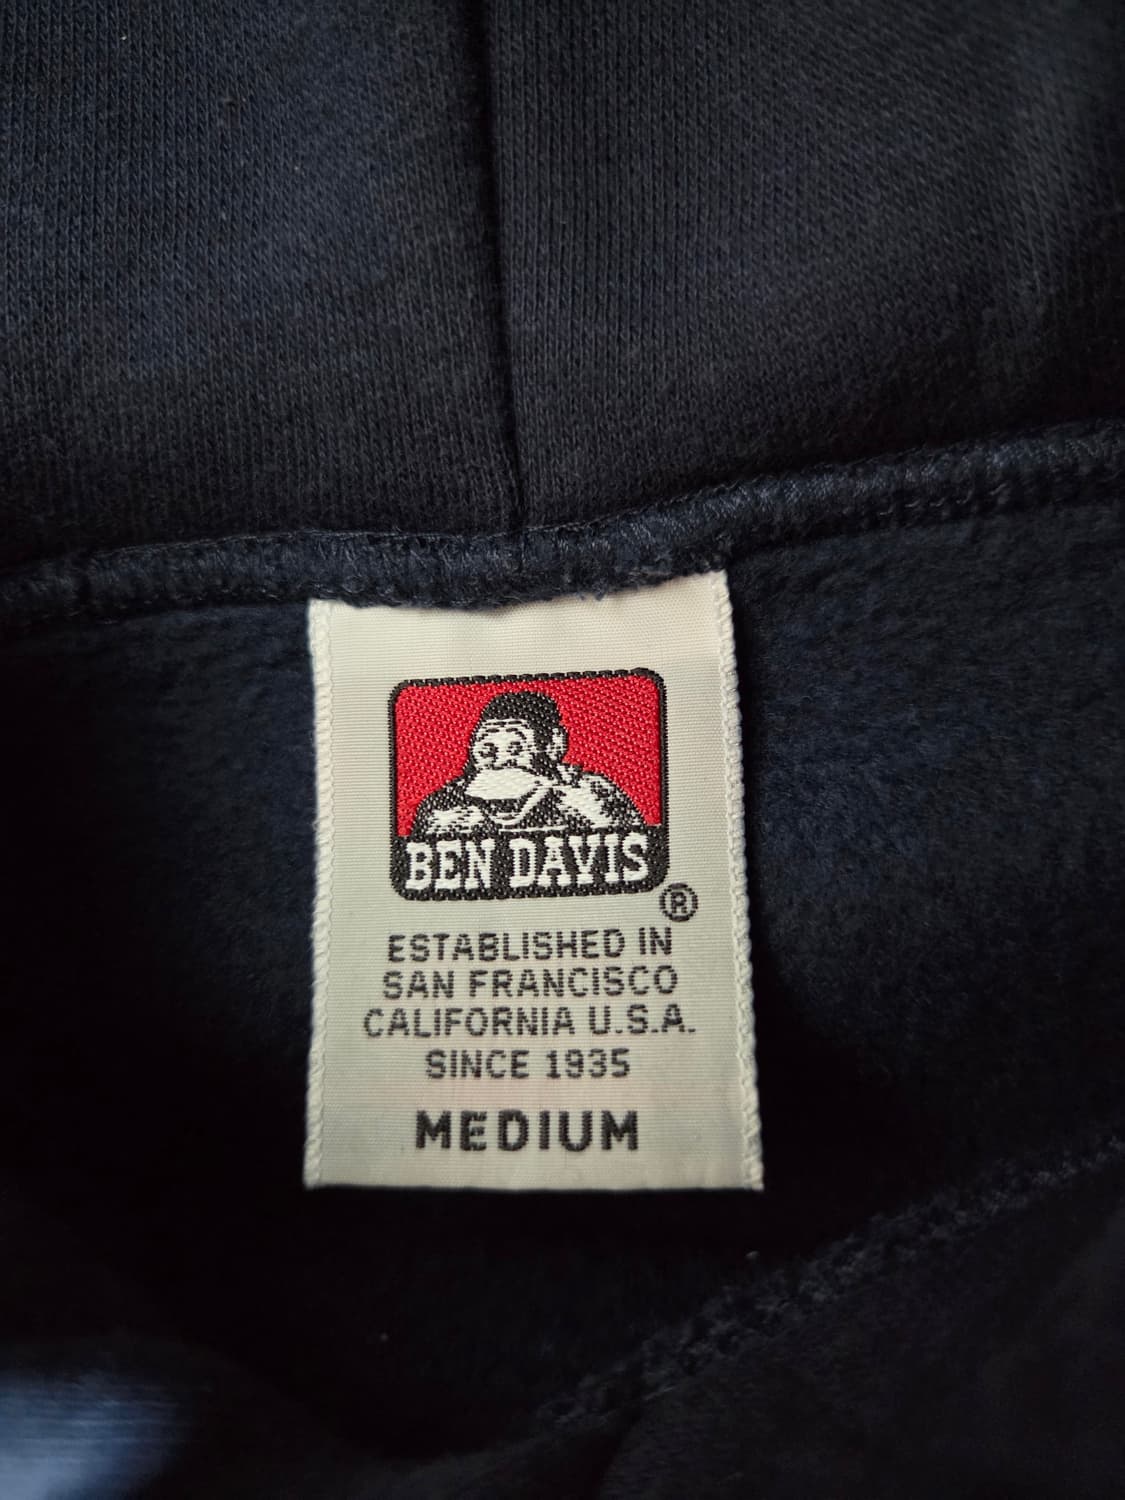 BEN DAVIS
®
ESTABLISHED IN
SAN FRANCISCO
CALIFORNIA U.S.A.
SINCE 1935
MEDIUM